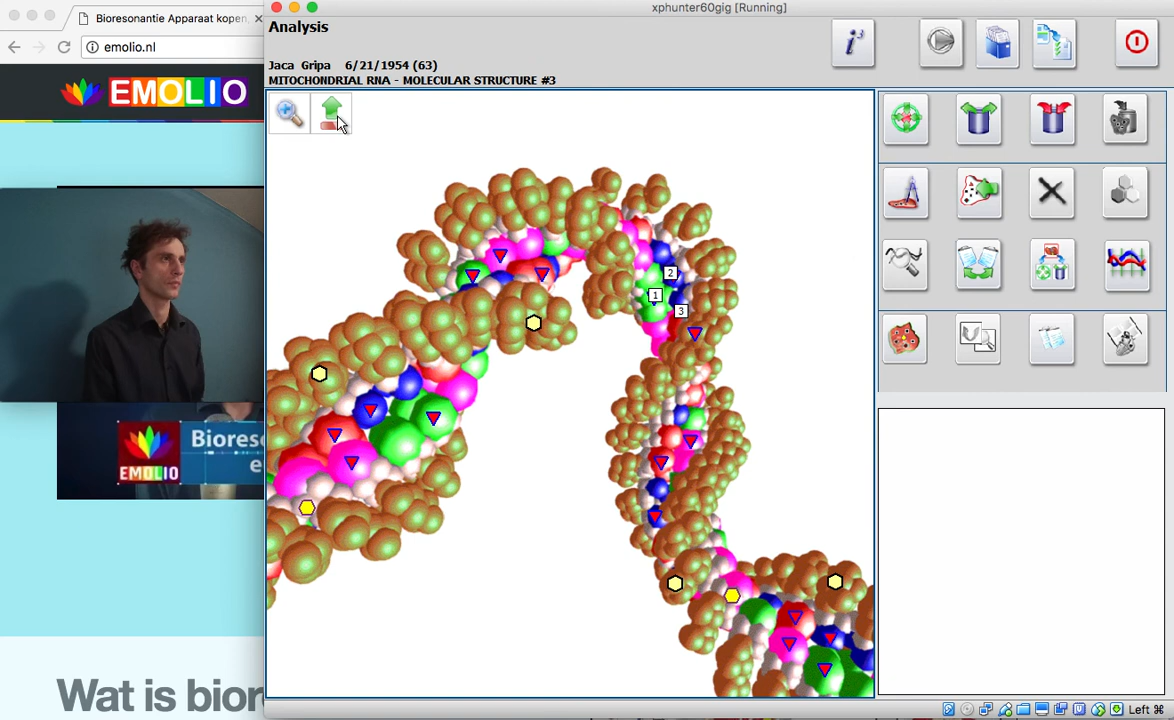 Bioresonantie Apparaat kopen,
emolio.nl
EMOLIO
EMOLIO
Biores
e
Wat is bior
xphunter60gig [Running]
Analysis
Jaca Gripa 6/21/1954 (63)
MITOCHONDRIAL RNA - MOLECULAR STRUCTURE #3
i
2
1
3
Left ⌘